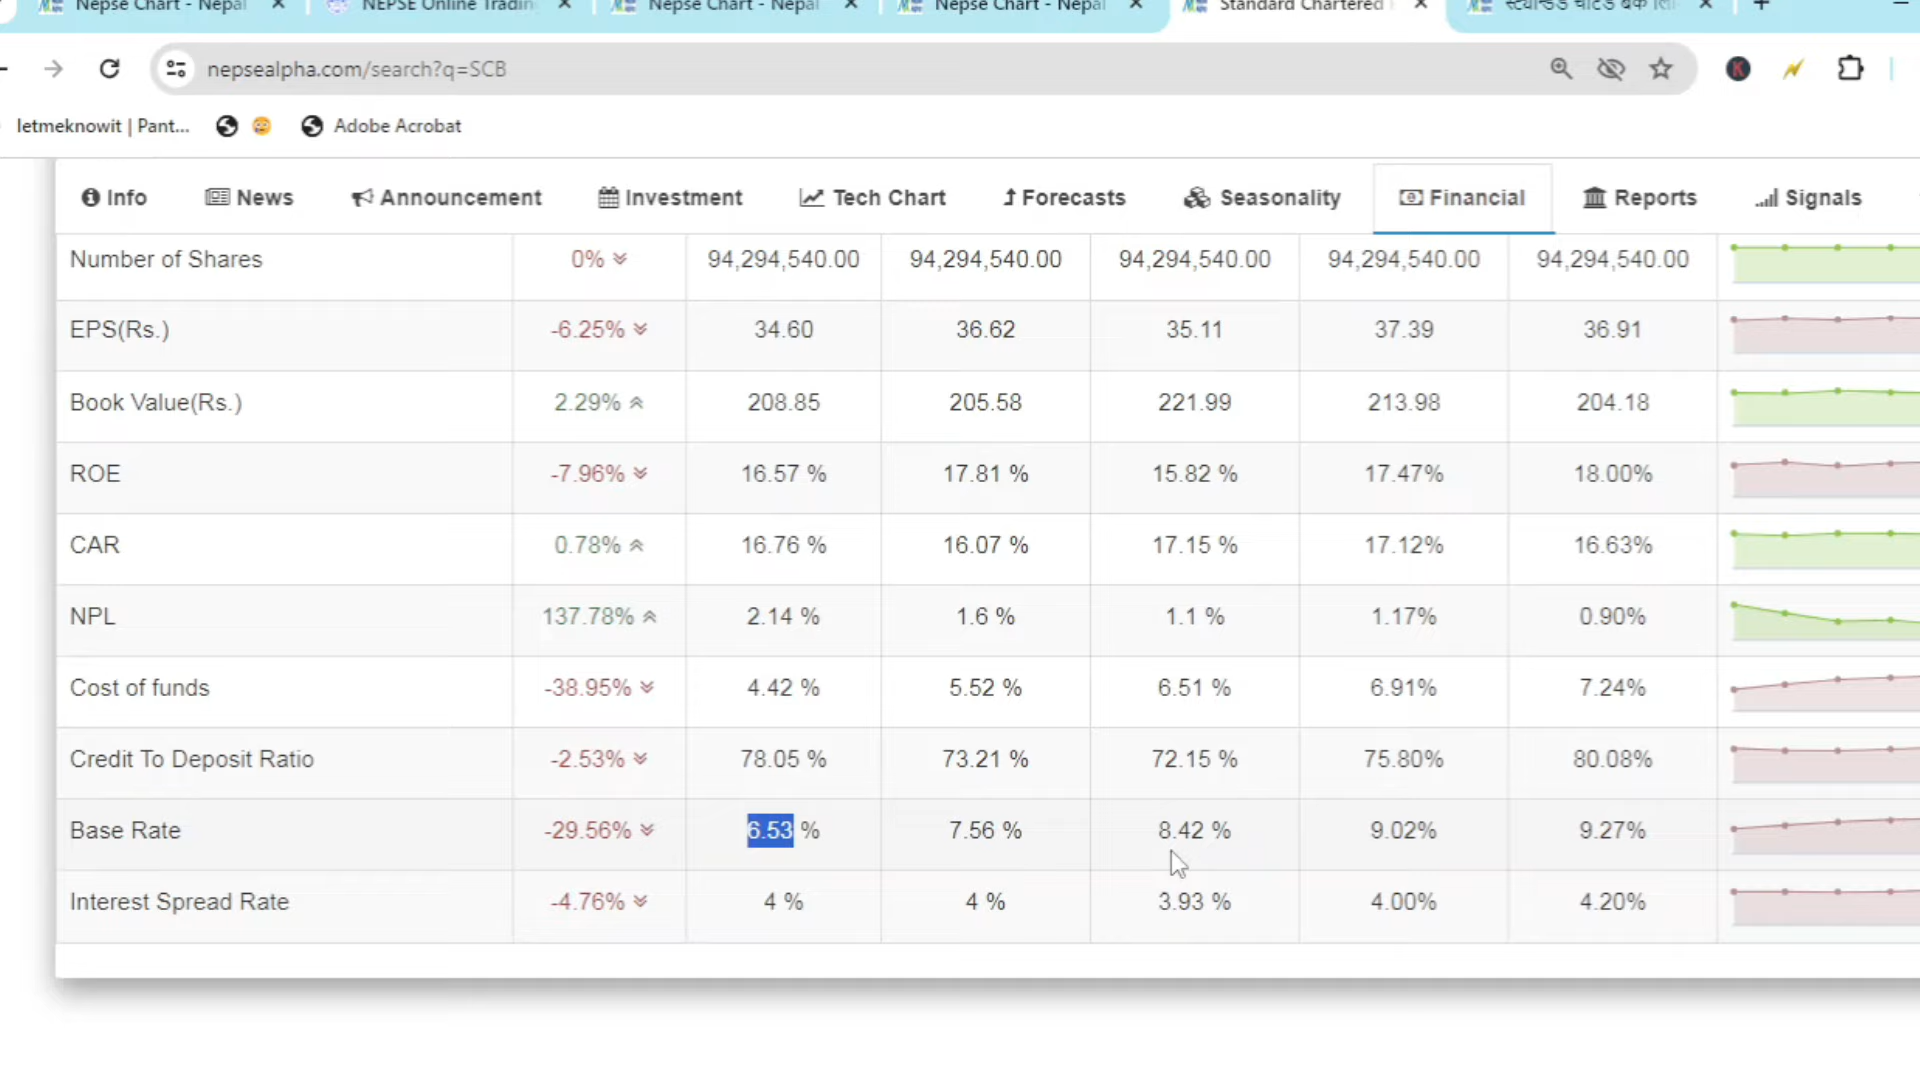 Nepse Chart - Nepal NEPSE Online Trading Nepse Chart - Nepal Nepse Chart - Nepal Standard Chartered
nepsealpha.com/search?q=SCB
letmeknowit | Pant... Adobe Acrobat
Info News Announcement Investment Tech Chart Forecasts Seasonality Financial Reports Signals
Number of Shares 0% 94,294,540.00 94,294,540.00 94,294,540.00 94,294,540.00 94,294,540.00
EPS(Rs.) -6.25% 34.60 36.62 35.11 37.39 36.91
Book Value(Rs.) 2.29% 208.85 205.58 221.99 213.98 204.18
ROE -7.96% 16.57 % 17.81 % 15.82 % 17.47% 18.00%
CAR 0.78% 16.76 % 16.07 % 17.15 % 17.12% 16.63%
NPL 137.78% 2.14 % 1.6 % 1.1 % 1.17% 0.90%
Cost of funds -38.95% 4.42 % 5.52 % 6.51 % 6.91% 7.24%
Credit To Deposit Ratio -2.53% 78.05 % 73.21 % 72.15 % 75.80% 80.08%
Base Rate -29.56% 6.53 % 7.56 % 8.42 % 9.02% 9.27%
Interest Spread Rate -4.76% 4 % 4 % 3.93 % 4.00% 4.20%